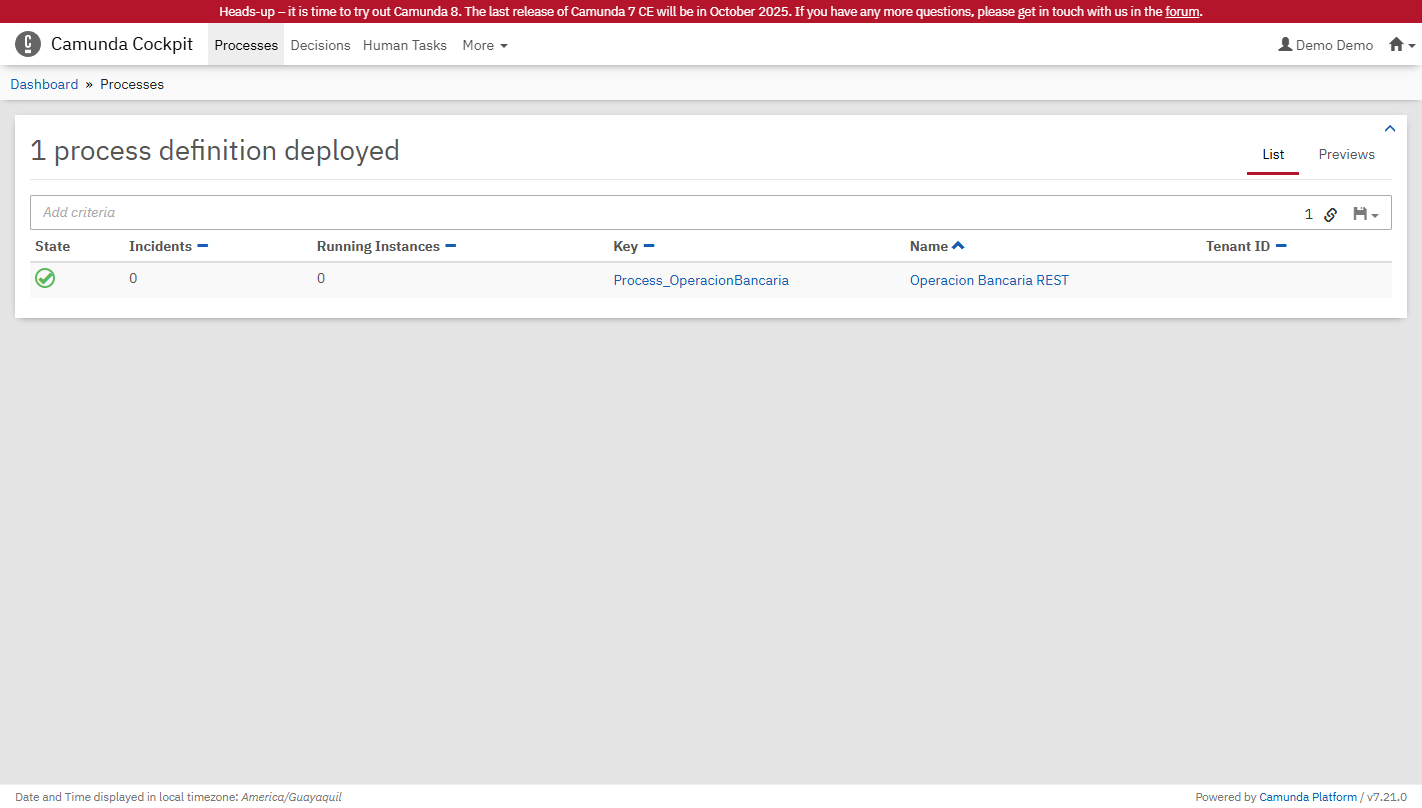 Heads-up – it is time to try out Camunda 8. The last release of Camunda 7 CE will be in October 2025. If you have any more questions, please get in touch with us in the forum.
Camunda Cockpit Processes Decisions Human Tasks More Demo Demo
Dashboard » Processes
1 process definition deployed
List Previews
Add criteria 1
State Incidents Running Instances Key Name Tenant ID
0 0 Process_OperacionBancaria Operacion Bancaria REST
Date and Time displayed in local timezone: America/Guayaquil Powered by Camunda Platform / v7.21.0